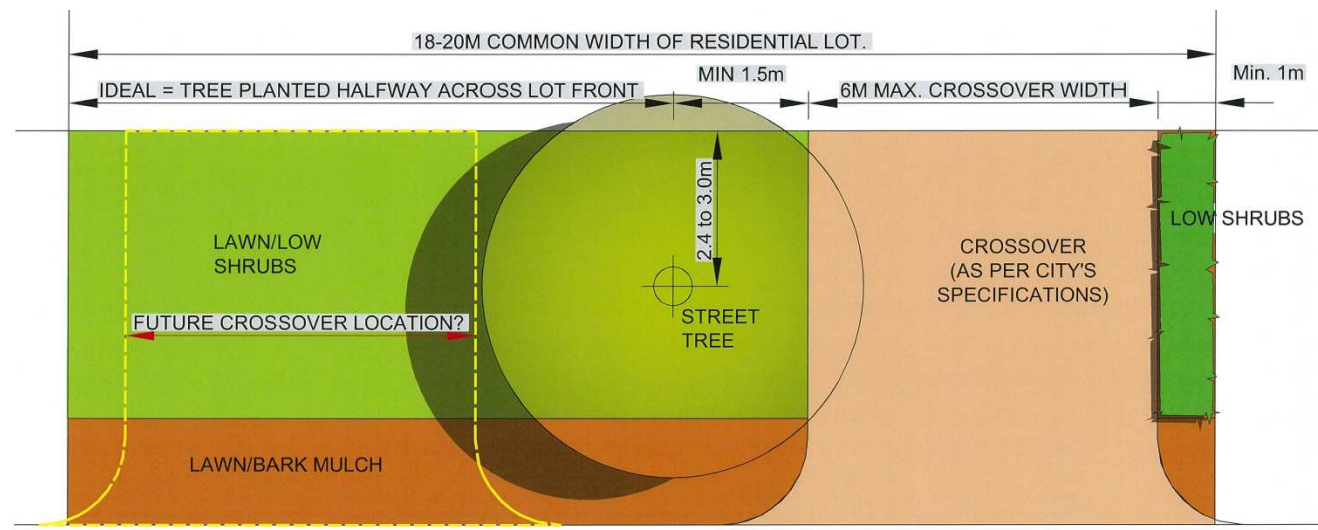 18-20M COMMON WIDTH OF RESIDENTIAL LOT.
MIN 1.5m
Min. 1m
IDEAL = TREE PLANTED HALFWAY ACROSS LOT FRONT
6M MAX. CROSSOVER WIDTH
2.4 to 3.0m
LAWN/LOW
SHRUBS
LOW SHRUBS
CROSSOVER
(AS PER CITY'S
SPECIFICATIONS)
FUTURE CROSSOVER LOCATION?
STREET
TREE
LAWN/BARK MULCH